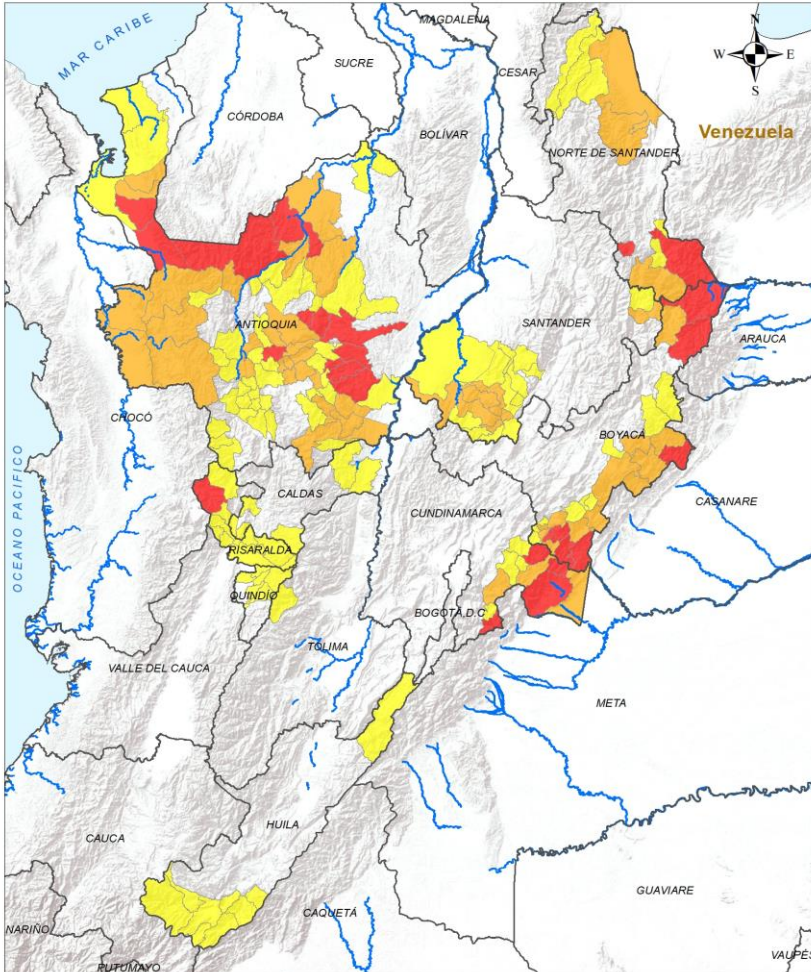 MAGDALENA
N
MAR CARIBE
SUCRE
CESAR
W
E
S
CÓRDOBA
BOLÍVAR
Venezuela
NORTE DE SANTANDER
ANTIOQUIA
SANTANDER
ARAUCA
CHOCÓ
BOYACÁ
OCEANO PACIFICO
CALDAS
CASANARE
CUNDINAMARCA
RISARALDA
QUINDÍO
BOGOTÁ, D.C
TOLIMA
VALLE DEL CAUCA
META
HUILA
CAUCA
GUAVIARE
CAQUETÁ
NARIÑO
PUTUMAYO
VAUPÉS